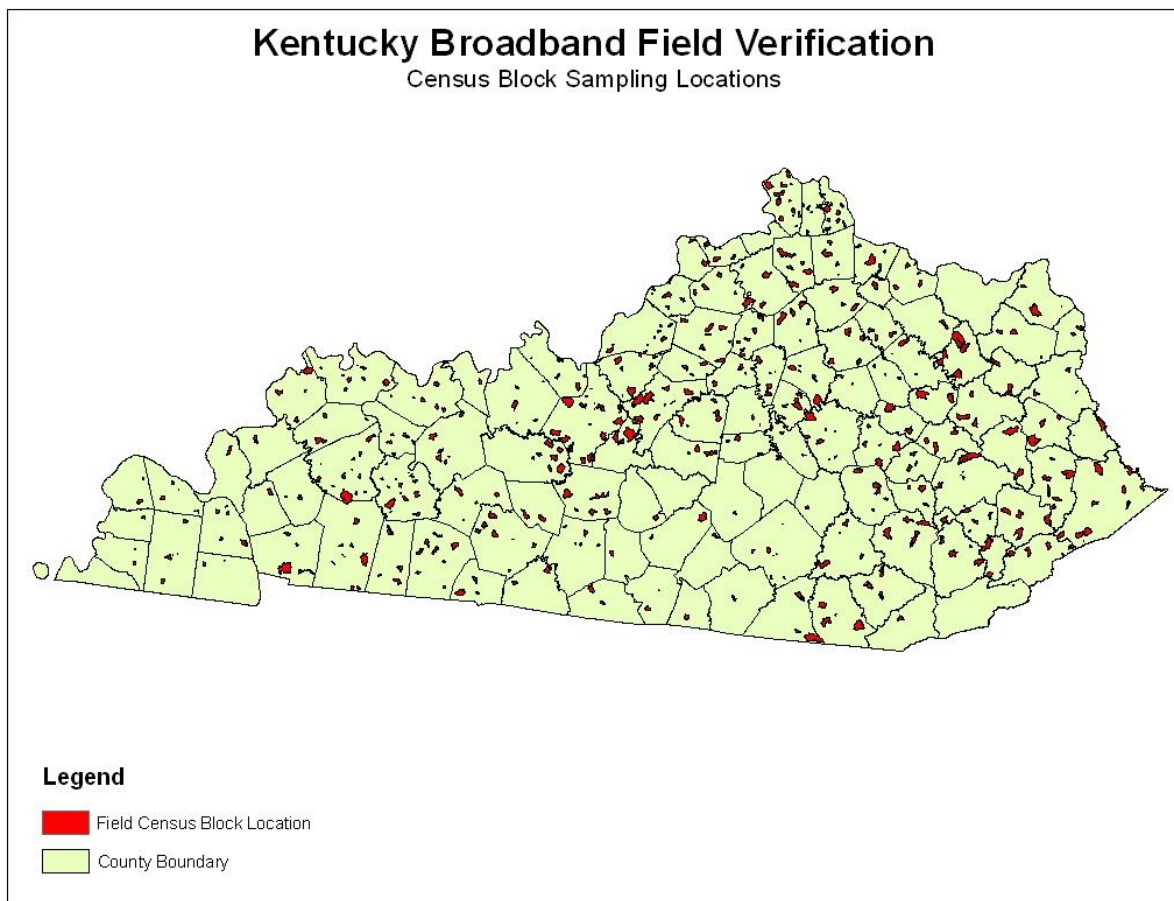 Kentucky Broadband Field Verification
Census Block Sampling Locations
Legend
Field Census Block Location
County Boundary